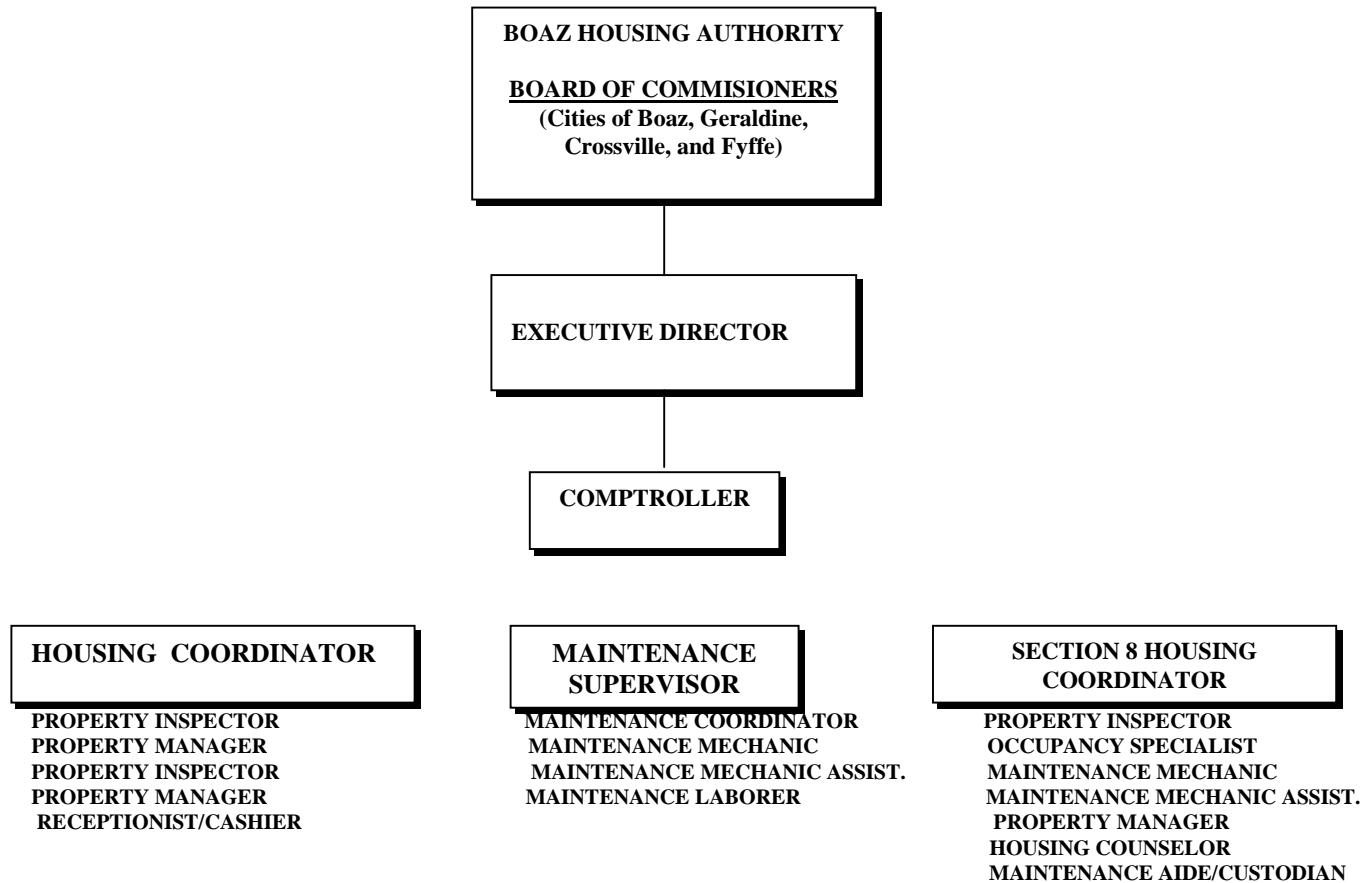 BOAZ HOUSING AUTHORITY
BOARD OF COMMISIONERS
(Cities of Boaz, Geraldine,
Crossville, and Fyffe)
EXECUTIVE DIRECTOR
COMPTROLLER
HOUSING COORDINATOR
PROPERTY INSPECTOR
PROPERTY MANAGER
PROPERTY INSPECTOR
PROPERTY MANAGER
RECEPTIONIST/CASHIER
MAINTENANCE
SUPERVISOR
MAINTENANCE COORDINATOR
MAINTENANCE MECHANIC
MAINTENANCE MECHANIC ASSIST.
MAINTENANCE LABORER
SECTION 8 HOUSING
COORDINATOR
PROPERTY INSPECTOR
OCCUPANCY SPECIALIST
MAINTENANCE MECHANIC
MAINTENANCE MECHANIC ASSIST.
PROPERTY MANAGER
HOUSING COUNSELOR
MAINTENANCE AIDE/CUSTODIAN